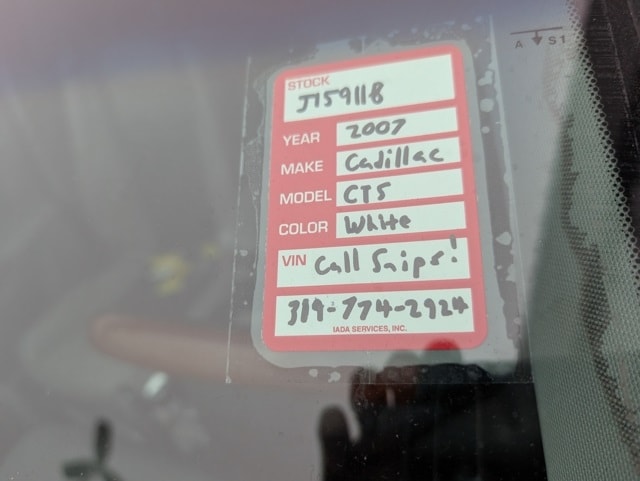 A S1
STOCK
J159118
YEAR 2007
MAKE Cadillac
MODEL CTS
COLOR White
VIN Call Snips!
319-774-2924
IADA SERVICES, INC.